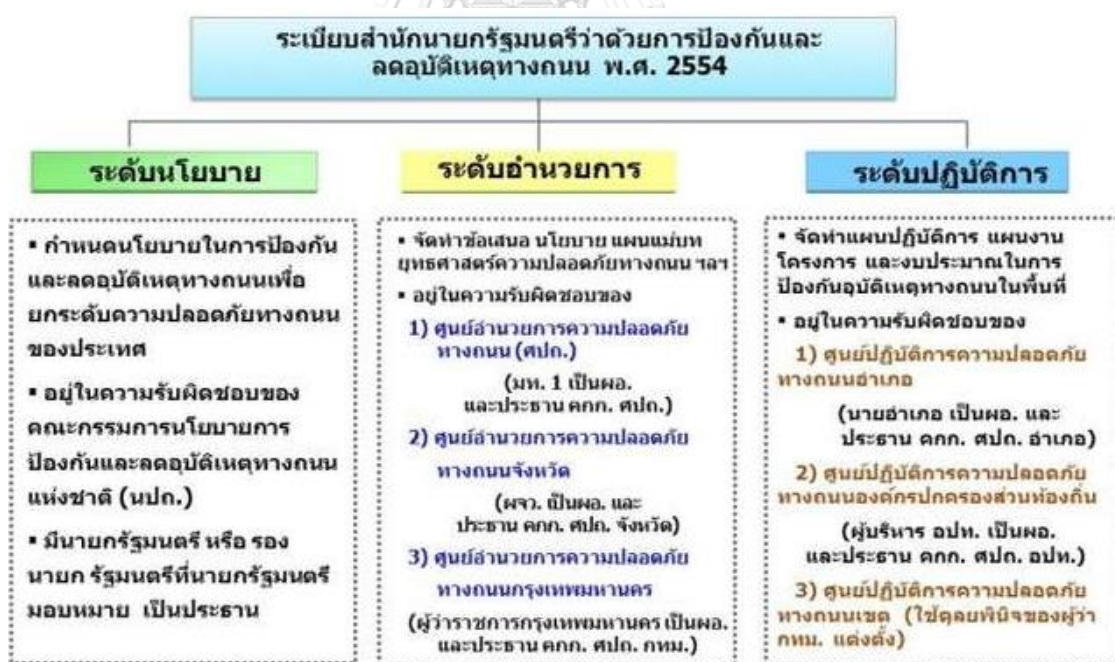 ระเบียบสำนักนายกรัฐมนตรีว่าด้วยการป้องกันและ
ลดอุบัติเหตุทางถนน พ.ศ. 2554
ระดับนโยบาย
▪ กำหนดนโยบายในการป้องกัน
และลดอุบัติเหตุทางถนนเพื่อ
ยกระดับความปลอดภัยทางถนน
ของประเทศ
▪ อยู่ในความรับผิดชอบของ
คณะกรรมการนโยบายการ
ป้องกันและลดอุบัติเหตุทางถนน
แห่งชาติ (นปถ.)
▪ มีนายกรัฐมนตรี หรือ รอง
นายก รัฐมนตรีที่นายกรัฐมนตรี
มอบหมาย เป็นประธาน
ระดับอำนวยการ
▪ จัดทำข้อเสนอ นโยบาย แผนแม่บท
ยุทธศาสตร์ความปลอดภัยทางถนน ฯลฯ
▪ อยู่ในความรับผิดชอบของ
1) ศูนย์อำนวยการความปลอดภัย
ทางถนน (ศปถ.)
(มท. 1 เป็นผอ.
และประธาน คกก. ศปถ.)
2) ศูนย์อำนวยการความปลอดภัย
ทางถนนจังหวัด
(ผจว. เป็นผอ. และ
ประธาน คกก. ศปถ. จังหวัด)
3) ศูนย์อำนวยการความปลอดภัย
ทางถนนกรุงเทพมหานคร
(ผู้ว่าราชการกรุงเทพมหานคร เป็นผอ.
และประธาน คกก. ศปถ. กทม.)
ระดับปฏิบัติการ
▪ จัดทำแผนปฏิบัติการ แผนงาน
โครงการ และงบประมาณในการ
ป้องกันอุบัติเหตุทางถนนในพื้นที่
▪ อยู่ในความรับผิดชอบของ
1) ศูนย์ปฏิบัติการความปลอดภัย
ทางถนนอำเภอ
(นายอำเภอ เป็นผอ. และ
ประธาน คกก. ศปถ. อำเภอ)
2) ศูนย์ปฏิบัติการความปลอดภัย
ทางถนนองค์กรปกครองส่วนท้องถิ่น
(ผู้บริหาร อปท. เป็นผอ.
และประธาน คกก. ศปถ. อปท.)
3) ศูนย์ปฏิบัติการความปลอดภัย
ทางถนนเขต (ใช้ดุลยพินิจของผู้ว่า
กทม. แต่งตั้ง)